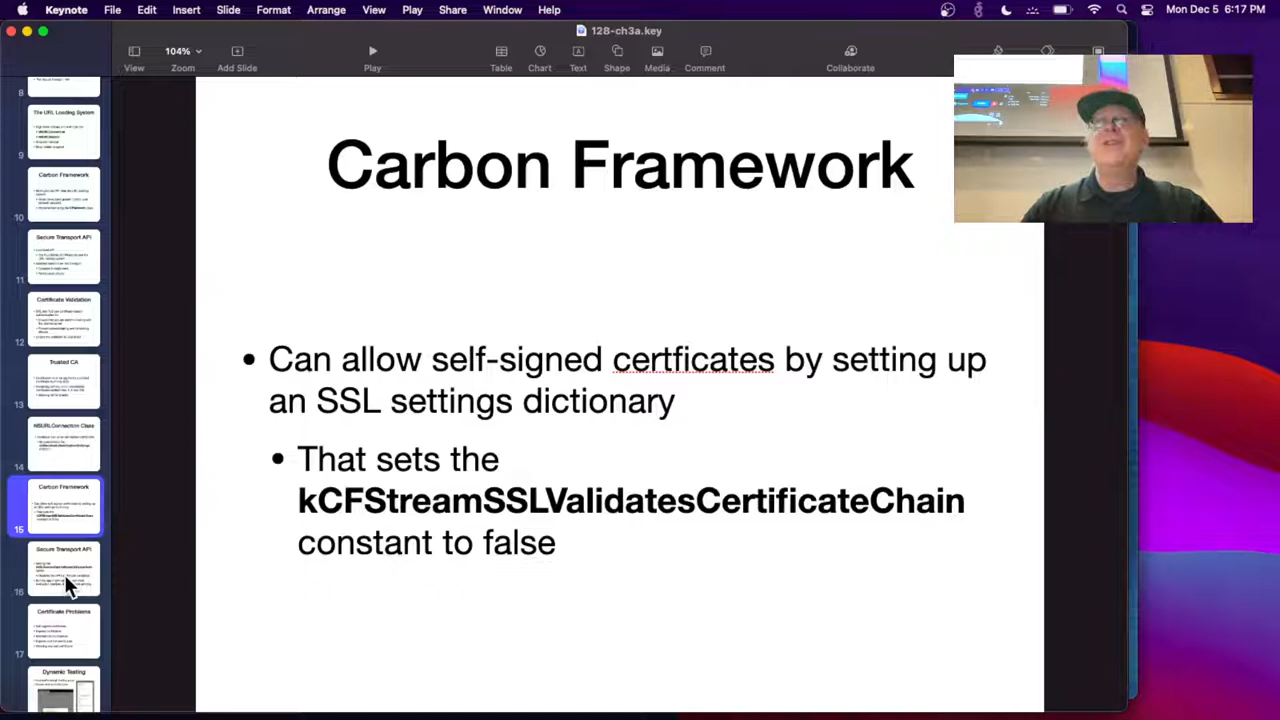 Keynote File Edit Insert Slide Format Arrange View Play Share Window Help Mon Dec 5 6:17 PM
128-ch3a.key
104%
View Zoom Add Slide Play Table Chart Text Shape Media Comment Collaborate
8
The URL Loading System
9
Carbon Framework
10
Secure Transport API
11
Certificate Validation
12
Trusted CA
13
NSURLConnection Class
14
Carbon Framework
15
Secure Transport API
16
Certificate Problems
17
Dynamic Testing
Carbon Framework
• Can allow self-signed certficates by setting up
an SSL settings dictionary
• That sets the
kCFStreamSSLValidatesCertificateChain
constant to false